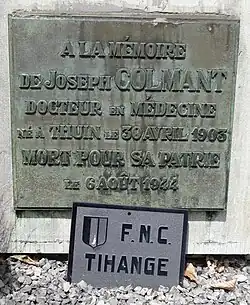 A LA MÉMOIRE
DE JOSEPH COLMANT
DOCTEUR EN MÉDECINE
NÉ A THUIN LE 30 AVRIL 1903
MORT POUR SA PATRIE
LE 6 AOÛT 1944
F.N.C.
TIHANGE